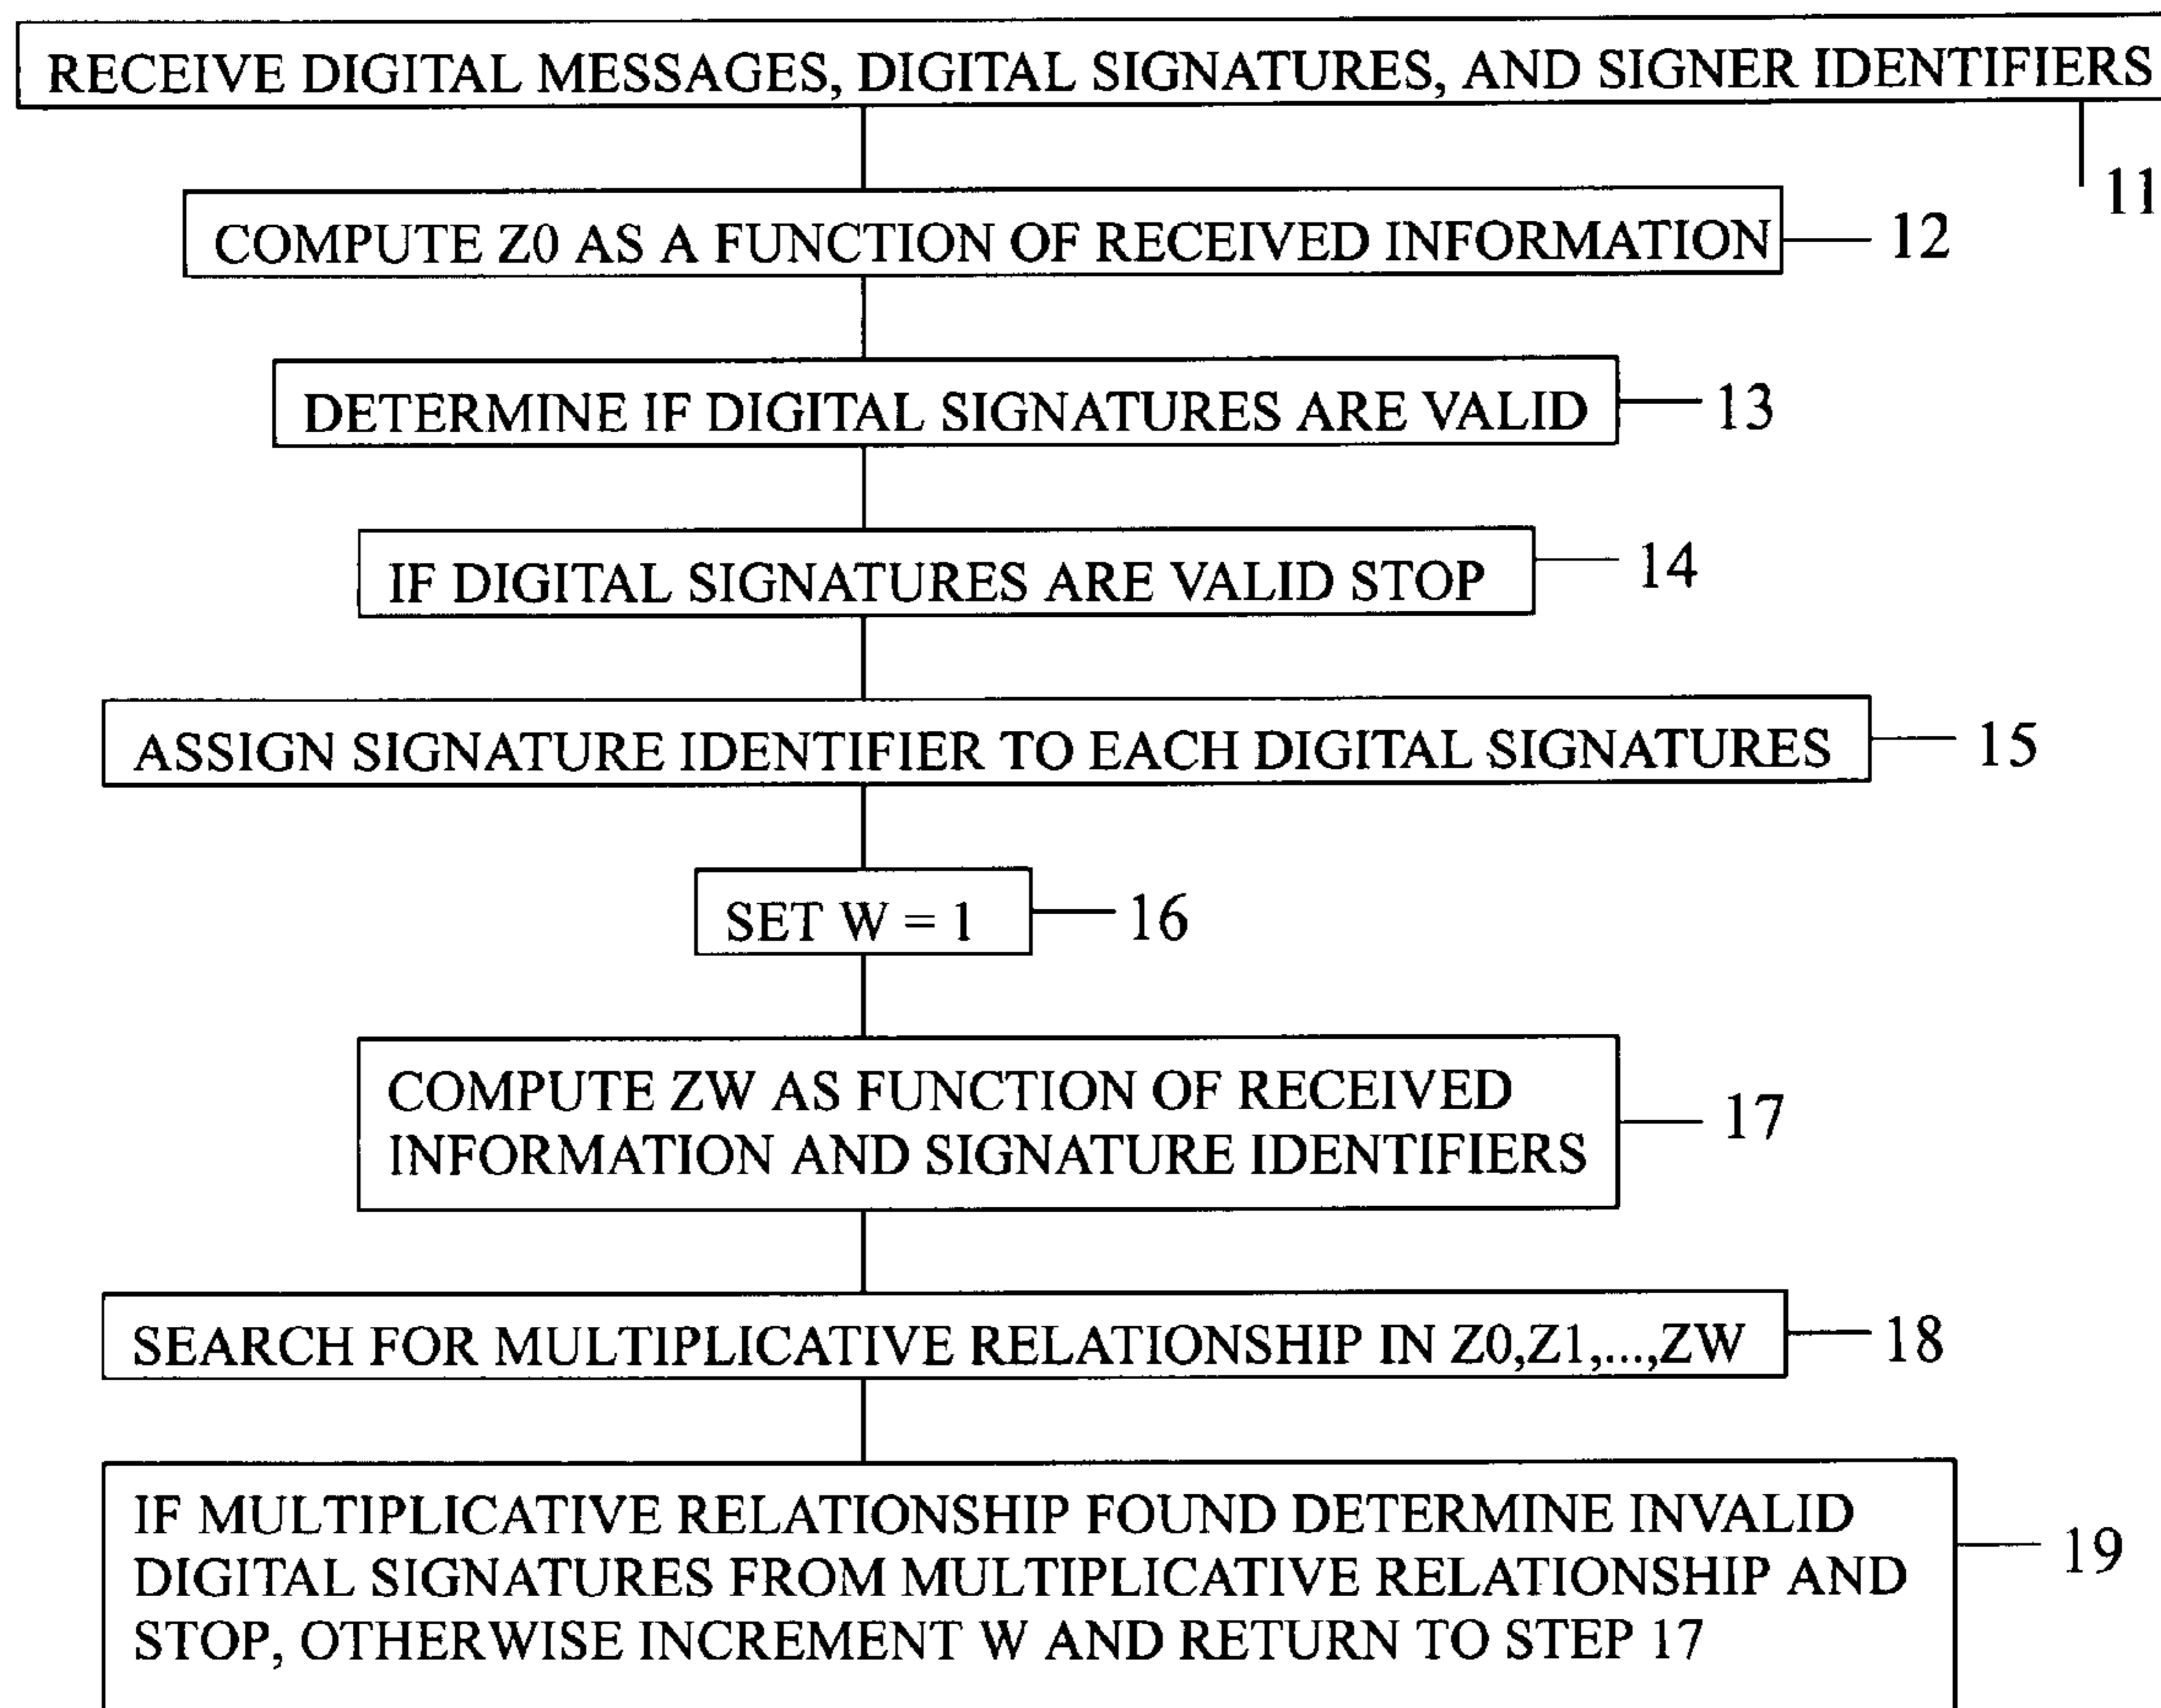 RECEIVE DIGITAL MESSAGES, DIGITAL SIGNATURES, AND SIGNER IDENTIFIERS
11
COMPUTE Z0 AS A FUNCTION OF RECEIVED INFORMATION
12
DETERMINE IF DIGITAL SIGNATURES ARE VALID
13
IF DIGITAL SIGNATURES ARE VALID STOP
14
ASSIGN SIGNATURE IDENTIFIER TO EACH DIGITAL SIGNATURES
15
SET W = 1
16
COMPUTE ZW AS FUNCTION OF RECEIVED
INFORMATION AND SIGNATURE IDENTIFIERS
17
SEARCH FOR MULTIPLICATIVE RELATIONSHIP IN Z0,Z1,...,ZW
18
IF MULTIPLICATIVE RELATIONSHIP FOUND DETERMINE INVALID
DIGITAL SIGNATURES FROM MULTIPLICATIVE RELATIONSHIP AND
STOP, OTHERWISE INCREMENT W AND RETURN TO STEP 17
19